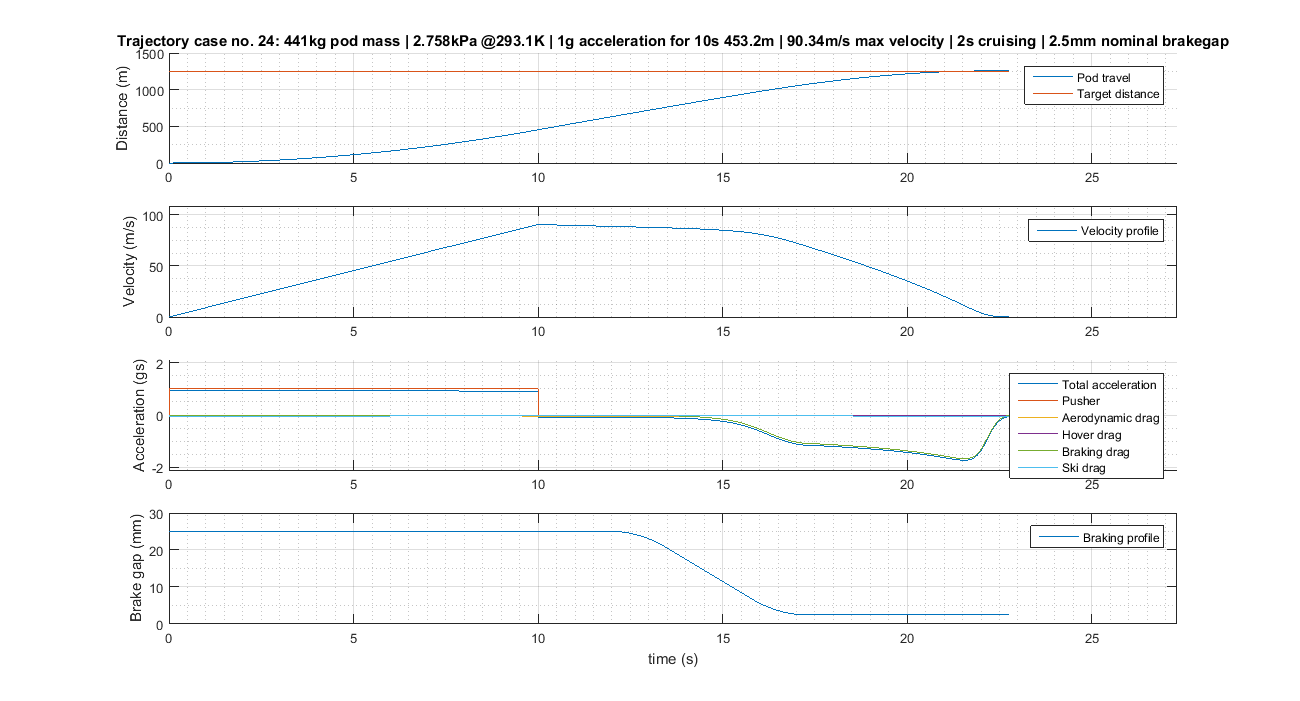 Trajectory case no. 24: 441kg pod mass | 2.758kPa @293.1K | 1g acceleration for 10s 453.2m | 90.34m/s max velocity | 2s cruising | 2.5mm nominal brakegap
Distance (m)
1500
1000
500
0
0 5 10 15 20 25
Pod travel
Target distance
Velocity (m/s)
100
50
0
0 5 10 15 20 25
Velocity profile
Acceleration (gs)
2
0
-2
0 5 10 15 20 25
Total acceleration
Pusher
Aerodynamic drag
Hover drag
Braking drag
Ski drag
Brake gap (mm)
30
20
10
0
0 5 10 15 20 25
Braking profile
time (s)